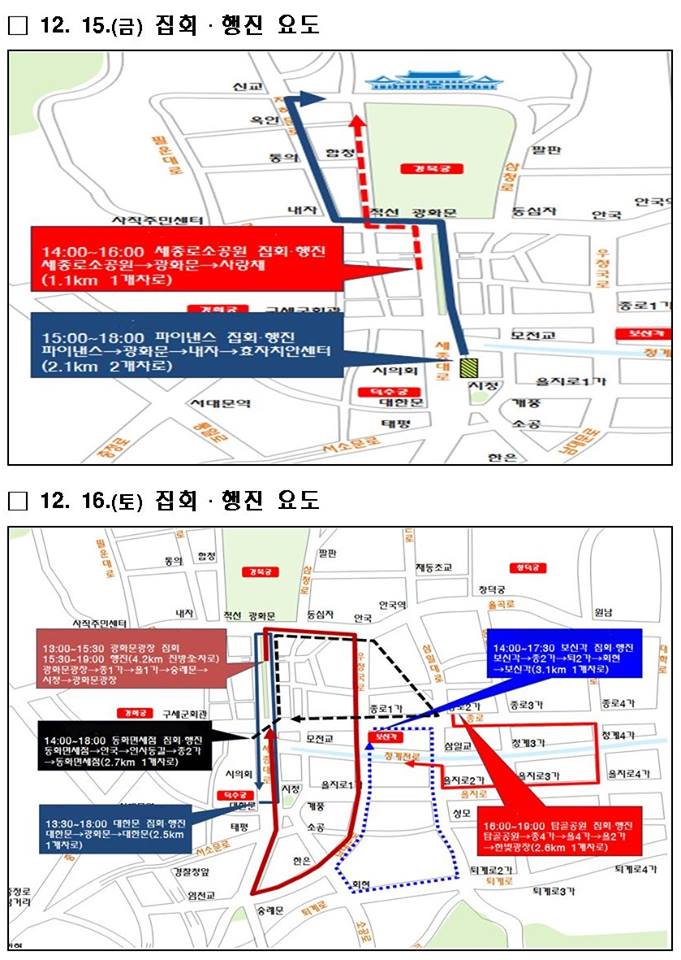 □ 12. 15.(금) 집회·행진 요도
신교
자하문로
옥인
필운대로
통의
함정
경복궁
팔판
삼청로
사직주민센터
내자
적선
광화문
동십자
안국
안국역
14:00~16:00 세종로소공원 집회·행진
세종로소공원→광화문→사랑채
(1.1km 1개차로)
우정국로
경희궁
구세군회관
종로1가
15:00~18:00 파이낸스 집회·행진
파이낸스→광화문→내자→효자치안센터
(2.1km 2개차로)
모전교
보신각
세종대로
시의회
시청
을지로1가
덕수궁
대한문
서대문역
개풍
태평
소공
충정로
통일로
서소문로
남대문로
한은
□ 12. 16.(토) 집회·행진 요도
필운대로
통의
함정
경복궁
팔판
삼청로
재동초교
창덕궁
창덕궁
율곡로
사직주민센터
내자
적선
광화문
동십자
안국
안국역
원남
13:00~15:30 광화문광장 집회
15:30~19:00 행진(4.2km 진방全차로)
광화문광장→종1가→을1가→숭례문→
시청→광화문광장
우정국로
삼일대로
14:00~17:30 보신각 집회·행진
보신각→종2가→퇴2가→회현
→보신각(3.1km 1개차로)
대학로
경희궁
구세군회관
종로1가
종로2가
종로3가
종로4가
종로
14:00~18:00 동화면세점 집회·행진
동화면세점→안국→인사동길→종2가
→동화면세점(2.7km 1개차로)
세종대로
모전교
보신각
청계천로
삼일교
청계3가
청계4가
시의회
시청
을지로1가
을지로2가
을지로3가
을지로4가
을지로
덕수궁
대한문
13:30~18:00 대한문 집회·행진
대한문→광화문→대한문(2.5km
1개차로)
개풍
태평
소공
성모
16:00~19:00 탑골공원 집회·행진
탑골공원→종4가→을4가→을2가
→한빛광장(2.6km 1개차로)
서소문로
한은
경찰청앞
염천교
숭례문
회현
퇴계로
퇴계로2가
퇴계로
퇴계로3가
퇴계로4가
소공로